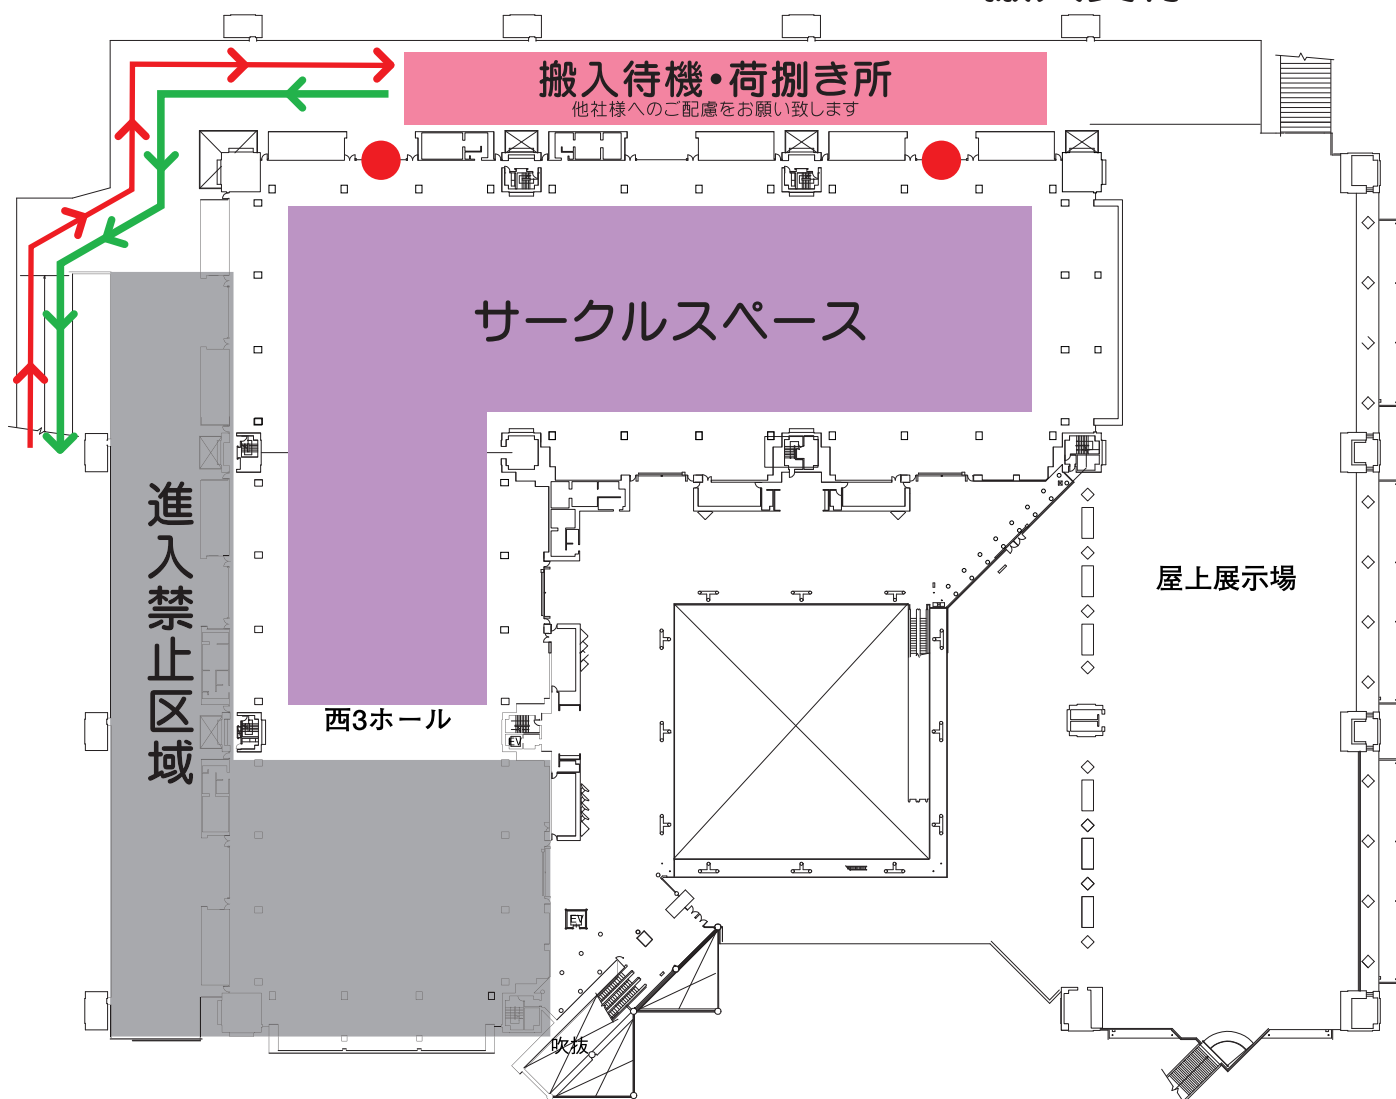 搬入待機・荷捌き所
他社様へのご配慮をお願い致します
サークルスペース
進入禁止区域
屋上展示場
西3ホール
EV
EV
吹抜